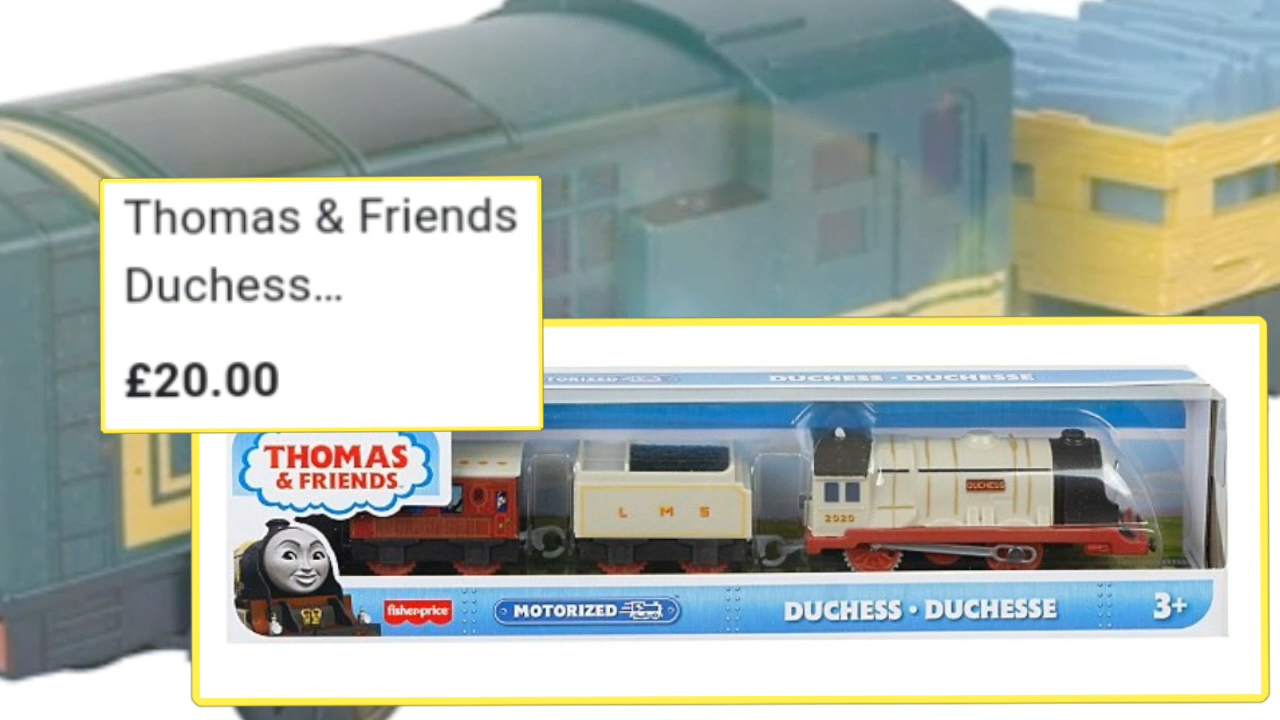 Thomas & Friends
Duchess...
£20.00
DUCHESS • DUCHESSE
THOMAS
& FRIENDS
L M S
DUCHESS
2020
fisher-price
MOTORIZED
DUCHESS • DUCHESSE
3+